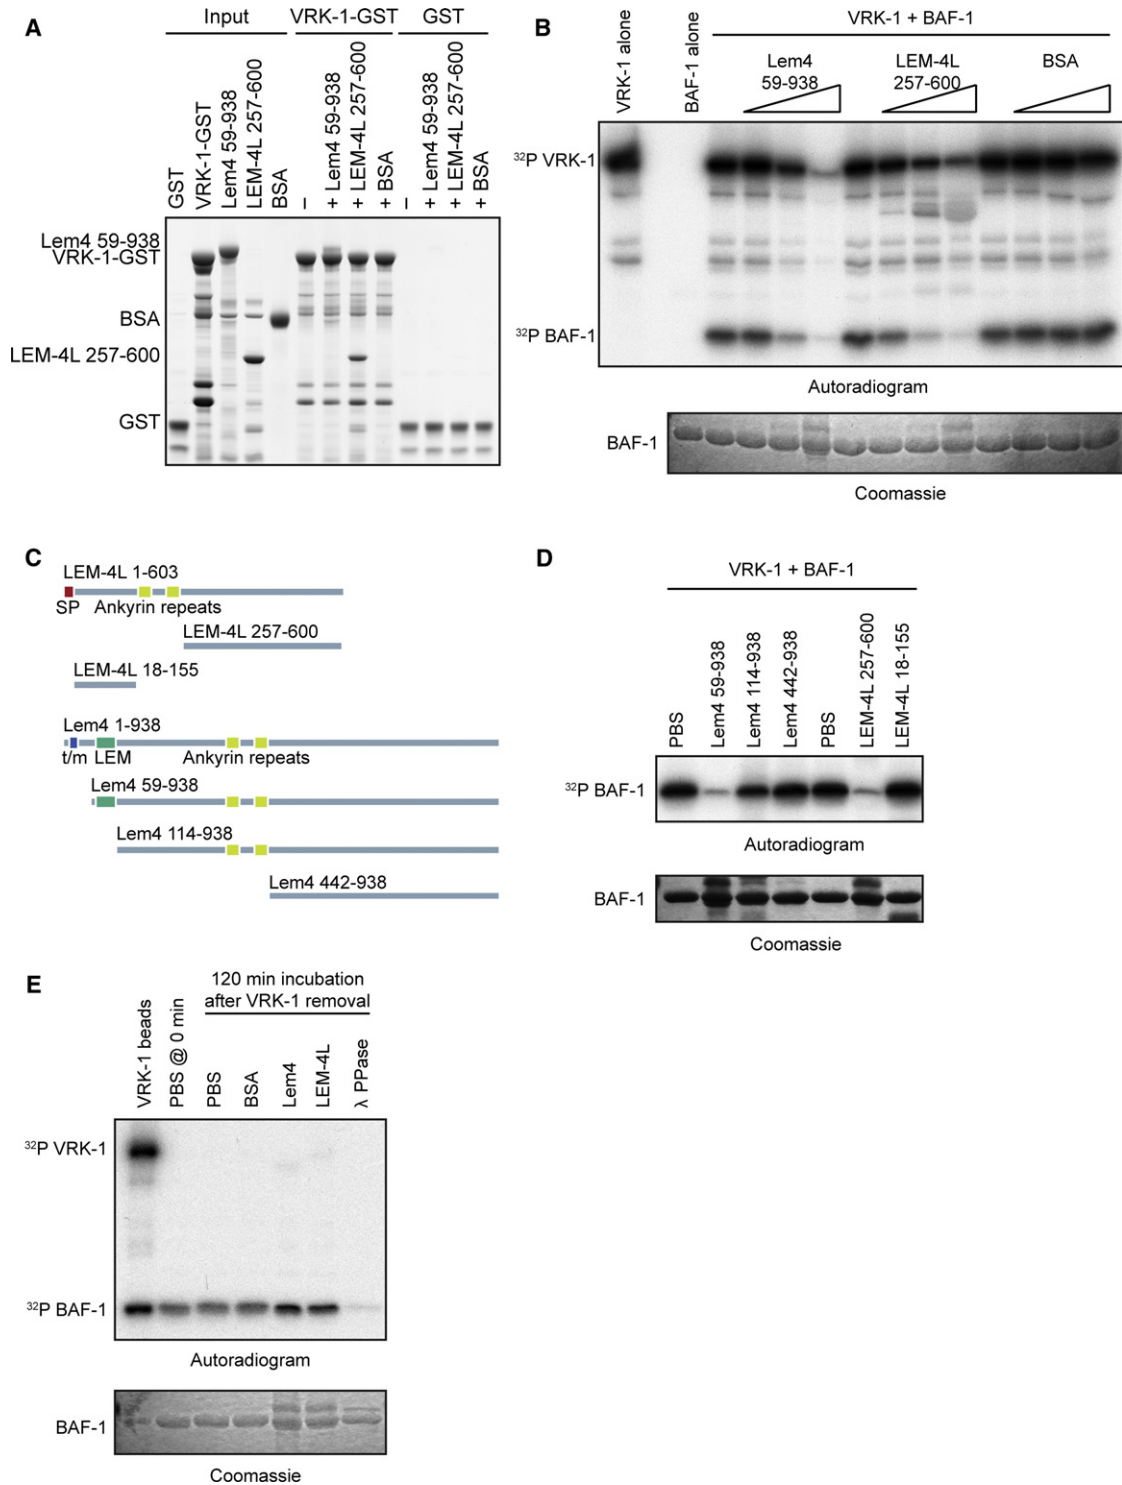 A
Input
VRK-1-GST
GST
GST
VRK-1-GST
Lem4 59-938
LEM-4L 257-600
BSA
–
+ Lem4 59-938
+ LEM-4L 257-600
+ BSA
–
+ Lem4 59-938
+ LEM-4L 257-600
+ BSA
Lem4 59-938
VRK-1-GST
BSA
LEM-4L 257-600
GST
B
VRK-1 alone
BAF-1 alone
VRK-1 + BAF-1
Lem4
59-938
LEM-4L
257-600
BSA
32P VRK-1
32P BAF-1
Autoradiogram
BAF-1
Coomassie
C
LEM-4L 1-603
SP Ankyrin repeats
LEM-4L 257-600
LEM-4L 18-155
Lem4 1-938
t/m LEM Ankyrin repeats
Lem4 59-938
Lem4 114-938
Lem4 442-938
D
VRK-1 + BAF-1
PBS
Lem4 59-938
Lem4 114-938
Lem4 442-938
PBS
LEM-4L 257-600
LEM-4L 18-155
32P BAF-1
Autoradiogram
BAF-1
Coomassie
E
120 min incubation
after VRK-1 removal
VRK-1 beads
PBS @ 0 min
PBS
BSA
Lem4
LEM-4L
λ PPase
32P VRK-1
32P BAF-1
Autoradiogram
BAF-1
Coomassie